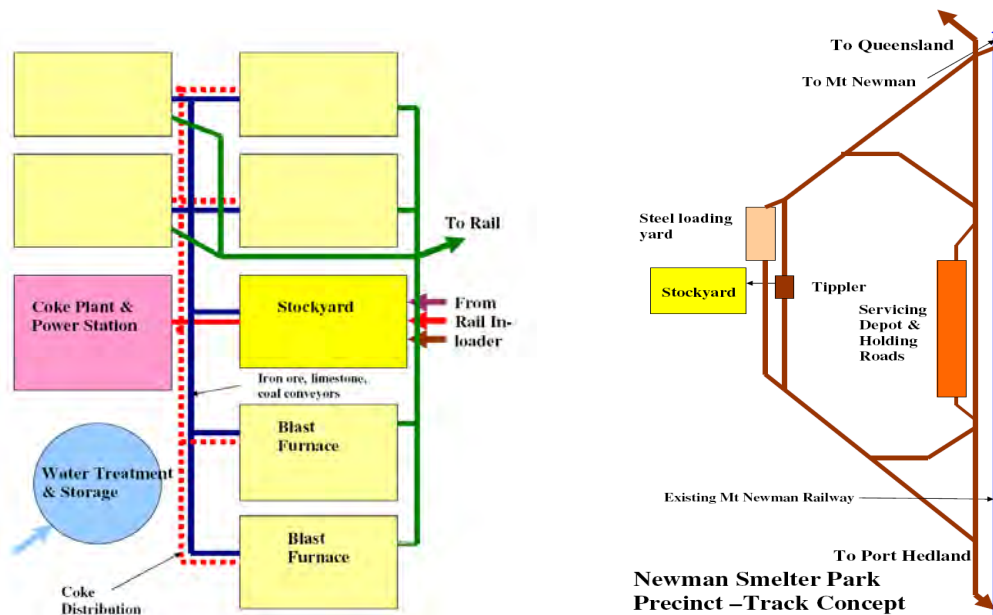 To Rail
Coke Plant &
Power Station
Stockyard
From
Rail In-
loader
Iron ore, limestone,
coal conveyors
Blast
Furnace
Water Treatment
& Storage
Blast
Furnace
Coke
Distribution
To Queensland
To Mt Newman
Steel loading
yard
Stockyard
Tippler
Servicing
Depot &
Holding
Roads
Existing Mt Newman Railway
To Port Hedland
Newman Smelter Park
Precinct –Track Concept